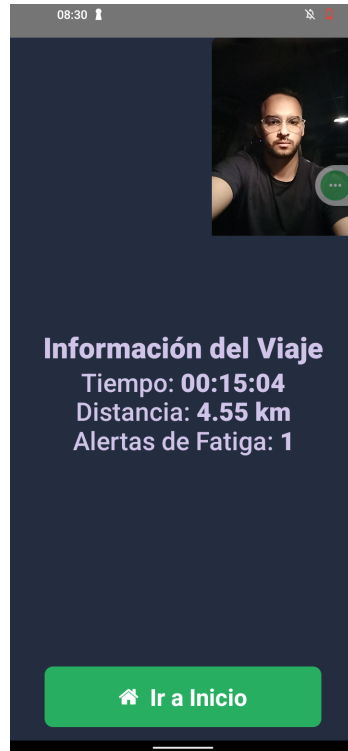 08:30
Información del Viaje
Tiempo: 00:15:04
Distancia: 4.55 km
Alertas de Fatiga: 1
Ir a Inicio